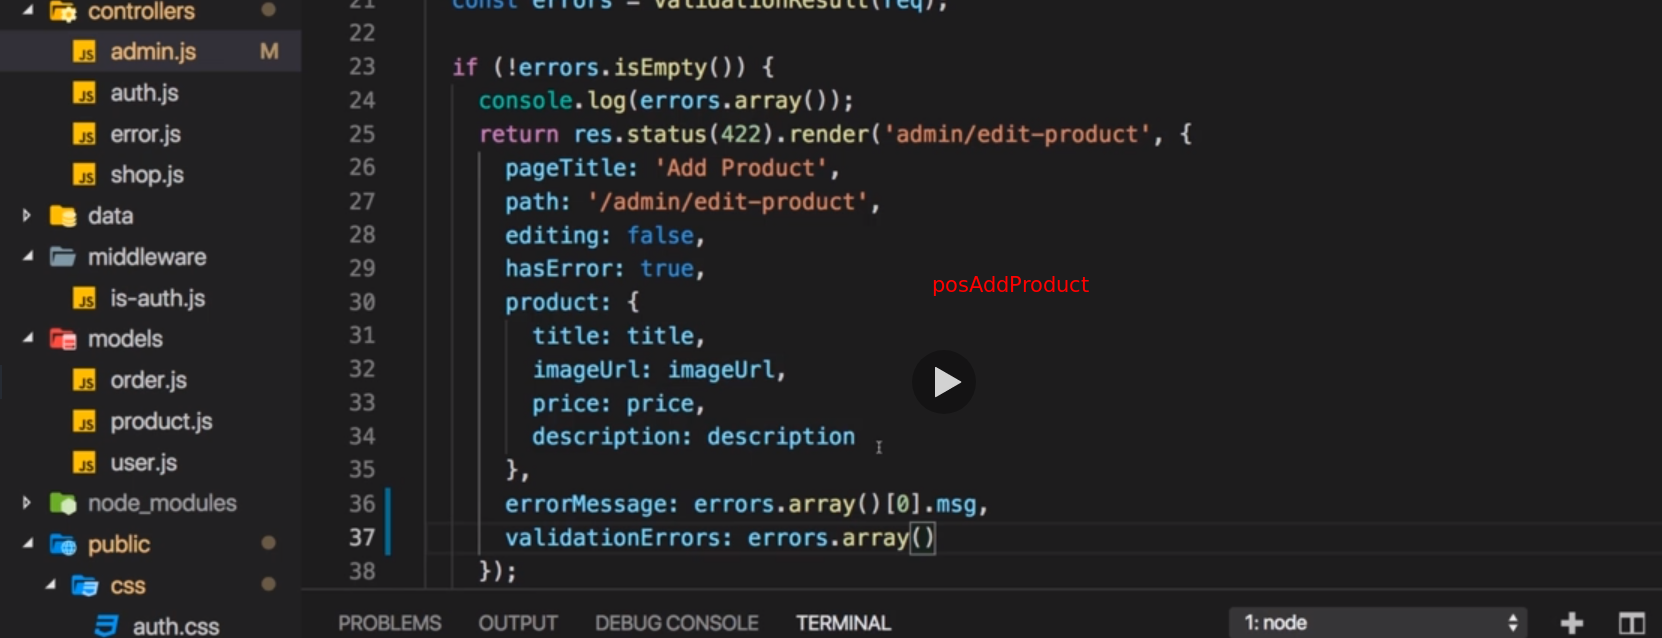 controllers
admin.js M
auth.js
error.js
shop.js
data
middleware
is-auth.js
models
order.js
product.js
user.js
node_modules
public
css
auth.css
21 const errors = validationResult(req);
22
23 if (!errors.isEmpty()) {
24 console.log(errors.array());
25 return res.status(422).render('admin/edit-product', {
26 pageTitle: 'Add Product',
27 path: '/admin/edit-product',
28 editing: false,
29 hasError: true,
posAddProduct
30 product: {
31 title: title,
32 imageUrl: imageUrl,
33 price: price,
34 description: description
35 },
36 errorMessage: errors.array()[0].msg,
37 validationErrors: errors.array()
38 });
PROBLEMS OUTPUT DEBUG CONSOLE TERMINAL 1: node